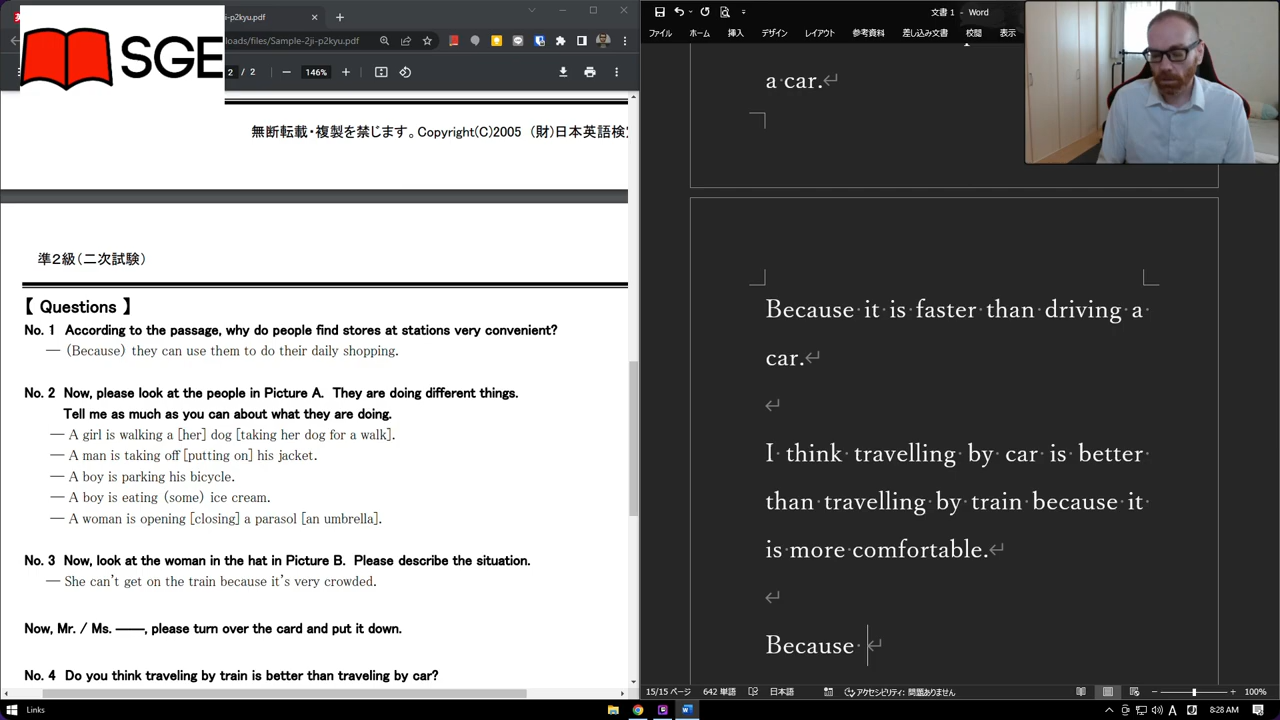 ji-p2kyu.pdf
oads/files/Sample-2ji-p2kyu.pdf
SGE
2 / 2
146%
無断転載・複製を禁じます。Copyright(C)2005 (財)日本英語検
準2級(二次試験)
【 Questions 】
No. 1 According to the passage, why do people find stores at stations very convenient?
— (Because) they can use them to do their daily shopping.
No. 2 Now, please look at the people in Picture A. They are doing different things.
Tell me as much as you can about what they are doing.
— A girl is walking a [her] dog [taking her dog for a walk].
— A man is taking off [putting on] his jacket.
— A boy is parking his bicycle.
— A boy is eating (some) ice cream.
— A woman is opening [closing] a parasol [an umbrella].
No. 3 Now, look at the woman in the hat in Picture B. Please describe the situation.
— She can't get on the train because it's very crowded.
Now, Mr. / Ms. ——, please turn over the card and put it down.
No. 4 Do you think traveling by train is better than traveling by car?
文書 1 - Word
ファイル ホーム 挿入 デザイン レイアウト 参考資料 差し込み文書 校閲 表示
a car.
Because it is faster than driving a
car.
I think travelling by car is better
than travelling by train because it
is more comfortable.
Because
15/15 ページ 642 単語 日本語 アクセシビリティ: 問題ありません 100%
Links
8:28 AM